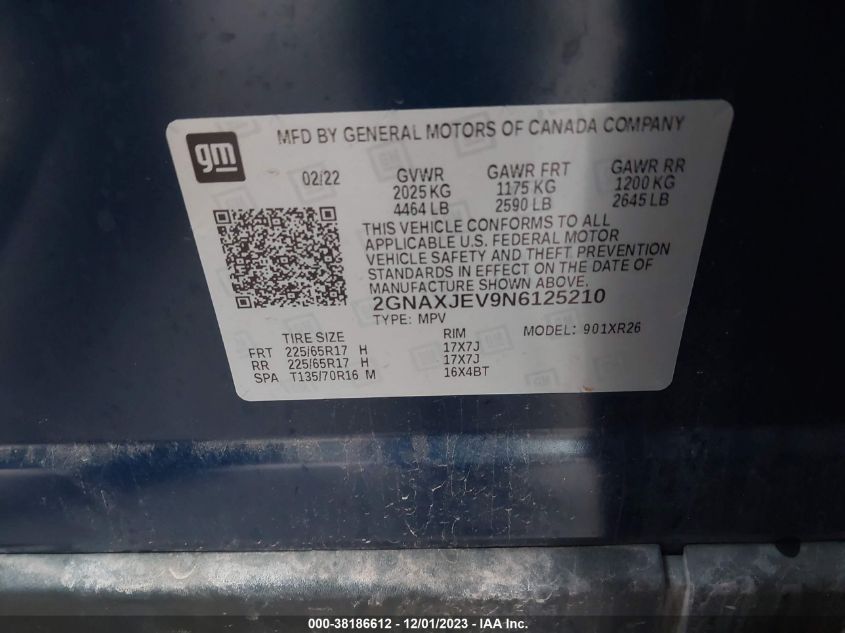 gm
MFD BY GENERAL MOTORS OF CANADA COMPANY
02/22 GVWR GAWR FRT GAWR RR
2025 KG 1175 KG 1200 KG
4464 LB 2590 LB 2645 LB
THIS VEHICLE CONFORMS TO ALL
APPLICABLE U.S. FEDERAL MOTOR
VEHICLE SAFETY AND THEFT PREVENTION
STANDARDS IN EFFECT ON THE DATE OF
MANUFACTURE SHOWN ABOVE.
2GNAXJEV9N6125210
TYPE: MPV MODEL: 901XR26
TIRE SIZE RIM
FRT 225/65R17 H 17X7J
RR 225/65R17 H 17X7J
SPA T135/70R16 M 16X4BT
000-38186612 - 12/01/2023 - IAA Inc.